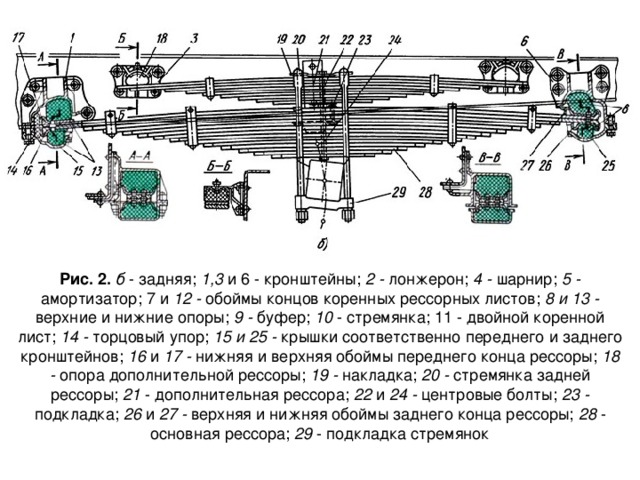 17 А 1 Б 18 3 19 20 21 22 23 24 6 В
Б 8
14 16 А 15 13 А–А Б–Б В–В 27 26 В 25
29 28
б)
Рис. 2. б - задняя; 1,3 и 6 - кронштейны; 2 - лонжерон; 4 - шарнир; 5 -
амортизатор; 7 и 12 - обоймы концов коренных рессорных листов; 8 и 13 -
верхние и нижние опоры; 9 - буфер; 10 - стремянка; 11 - двойной коренной
лист; 14 - торцовый упор; 15 и 25 - крышки соответственно переднего и заднего
кронштейнов; 16 и 17 - нижняя и верхняя обоймы переднего конца рессоры; 18
- опора дополнительной рессоры; 19 - накладка; 20 - стремянка задней
рессоры; 21 - дополнительная рессора; 22 и 24 - центровые болты; 23 -
подкладка; 26 и 27 - верхняя и нижняя обоймы заднего конца рессоры; 28 -
основная рессора; 29 - подкладка стремянок